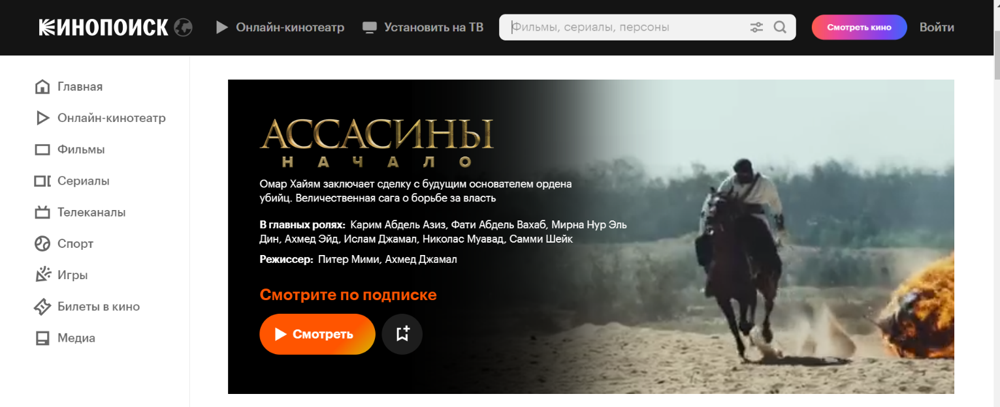 КИНОПОИСК
Онлайн-кинотеатр
Установить на ТВ
Фильмы, сериалы, персоны
Смотреть кино
Войти
Главная
Онлайн-кинотеатр
Фильмы
Сериалы
Телеканалы
Спорт
Игры
Билеты в кино
Медиа
АССАСИНЫ
НАЧАЛО
Омар Хайям заключает сделку с будущим основателем ордена
убийц. Величественная сага о борьбе за власть
В главных ролях: Карим Абдель Азиз, Фати Абдель Вахаб, Мирна Нур Эль
Дин, Ахмед Эйд, Ислам Джамал, Николас Муавад, Самми Шейк
Режиссер: Питер Мими, Ахмед Джамал
Смотрите по подписке
Смотреть